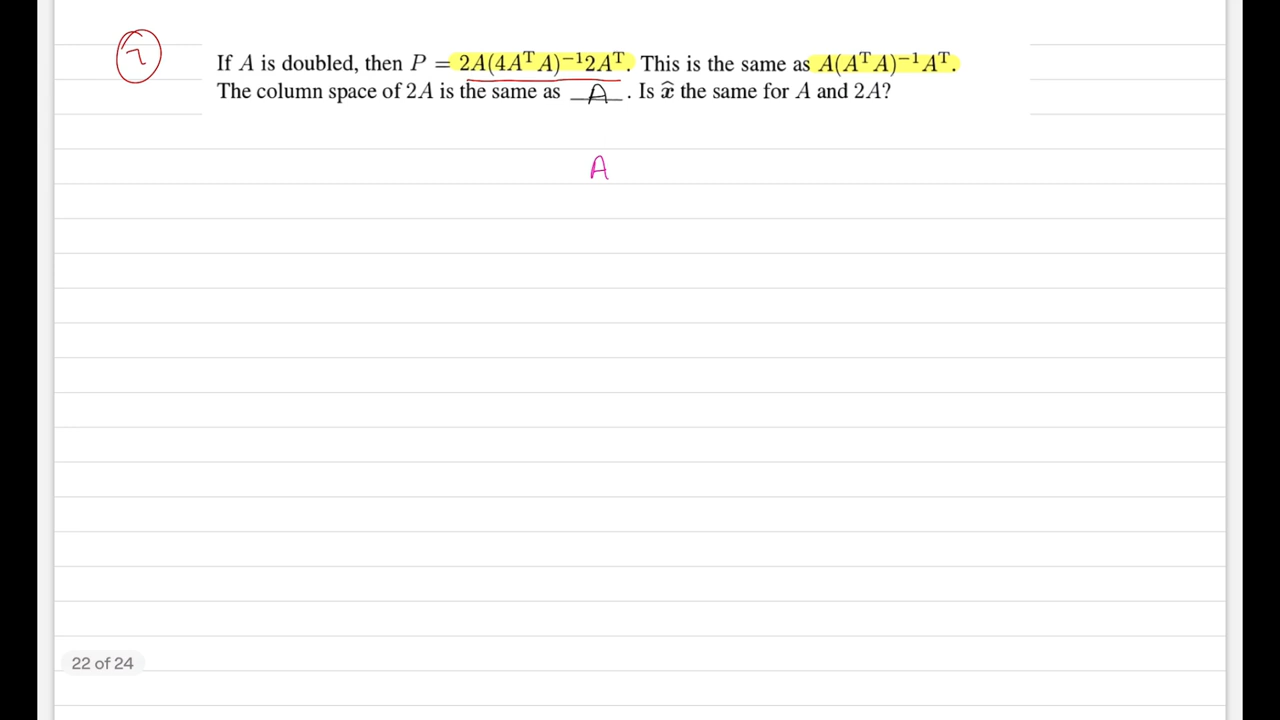 7
If A is doubled, then P = 2A(4AᵀA)⁻¹2Aᵀ. This is the same as A(AᵀA)⁻¹Aᵀ.
The column space of 2A is the same as __A__. Is x̂ the same for A and 2A?
A
22 of 24